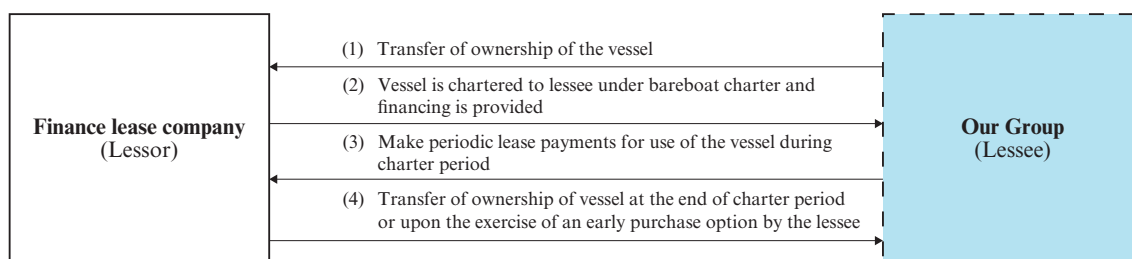 (1) Transfer of ownership of the vessel
(2) Vessel is chartered to lessee under bareboat charter and
financing is provided
Finance lease company
(Lessor)
Our Group
(Lessee)
(3) Make periodic lease payments for use of the vessel during
charter period
(4) Transfer of ownership of vessel at the end of charter period
or upon the exercise of an early purchase option by the lessee